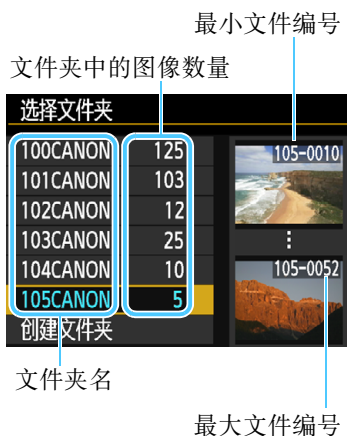 最小文件编号
文件夹中的图像数量
选择文件夹
100CANON 125
101CANON 103
102CANON 12
103CANON 25
104CANON 10
105CANON 5
创建文件夹
105-0010
105-0052
文件夹名
最大文件编号